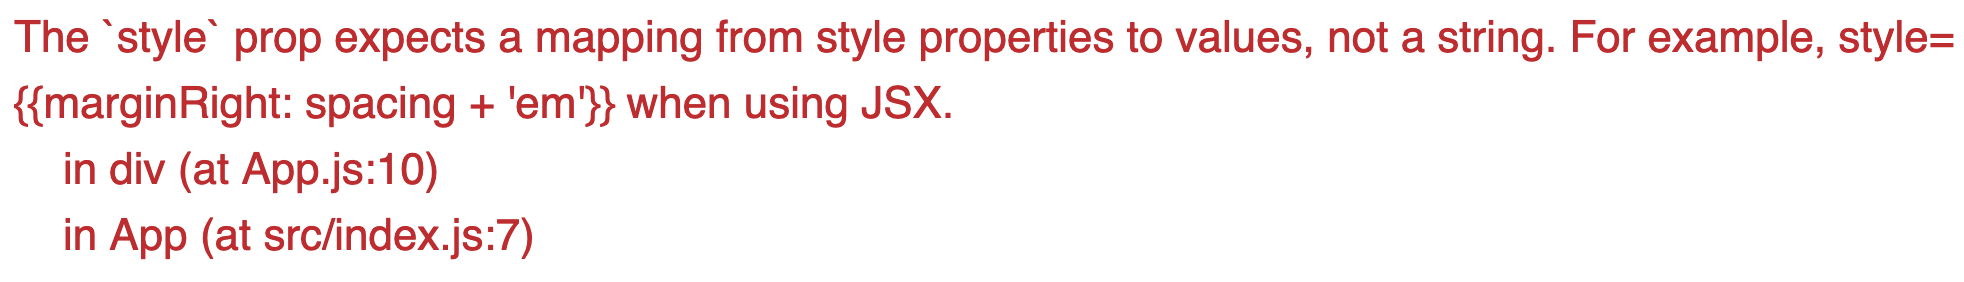 The `style` prop expects a mapping from style properties to values, not a string. For example, style=
{{marginRight: spacing + 'em'}} when using JSX.
in div (at App.js:10)
in App (at src/index.js:7)